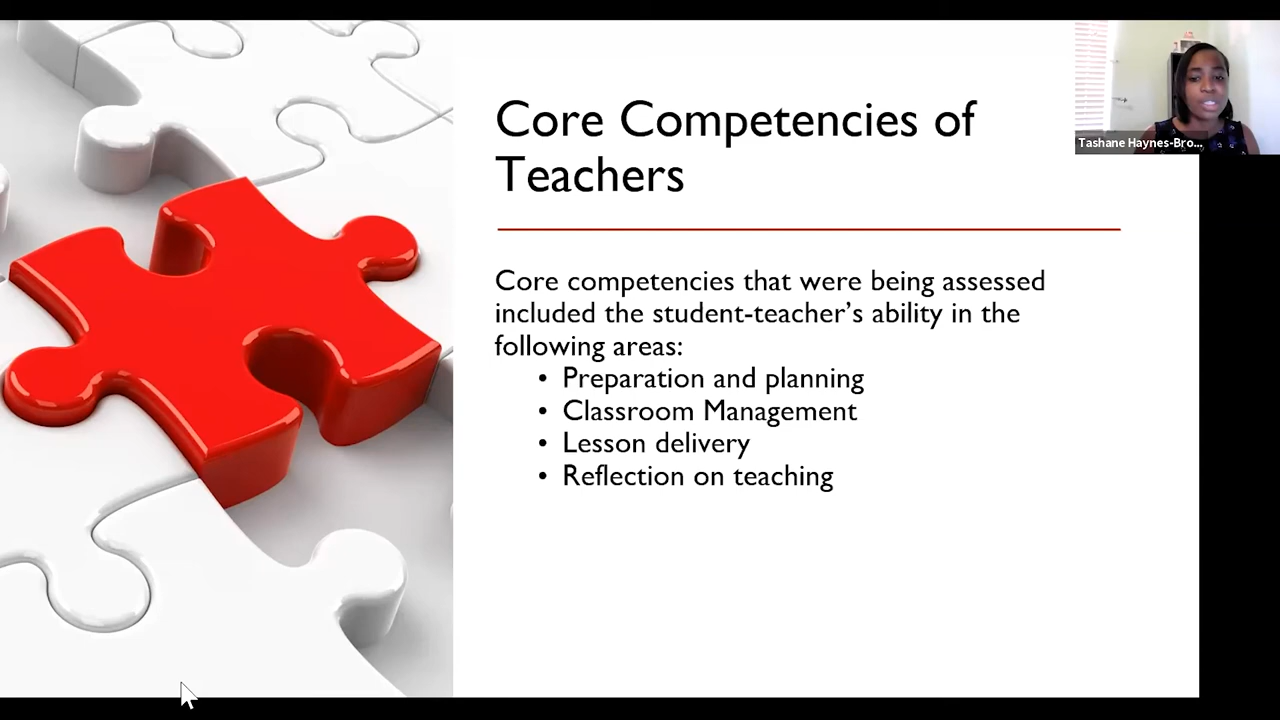 Core Competencies of
Teachers
Tashane Haynes-Bro...
Core competencies that were being assessed
included the student-teacher’s ability in the
following areas:
• Preparation and planning
• Classroom Management
• Lesson delivery
• Reflection on teaching